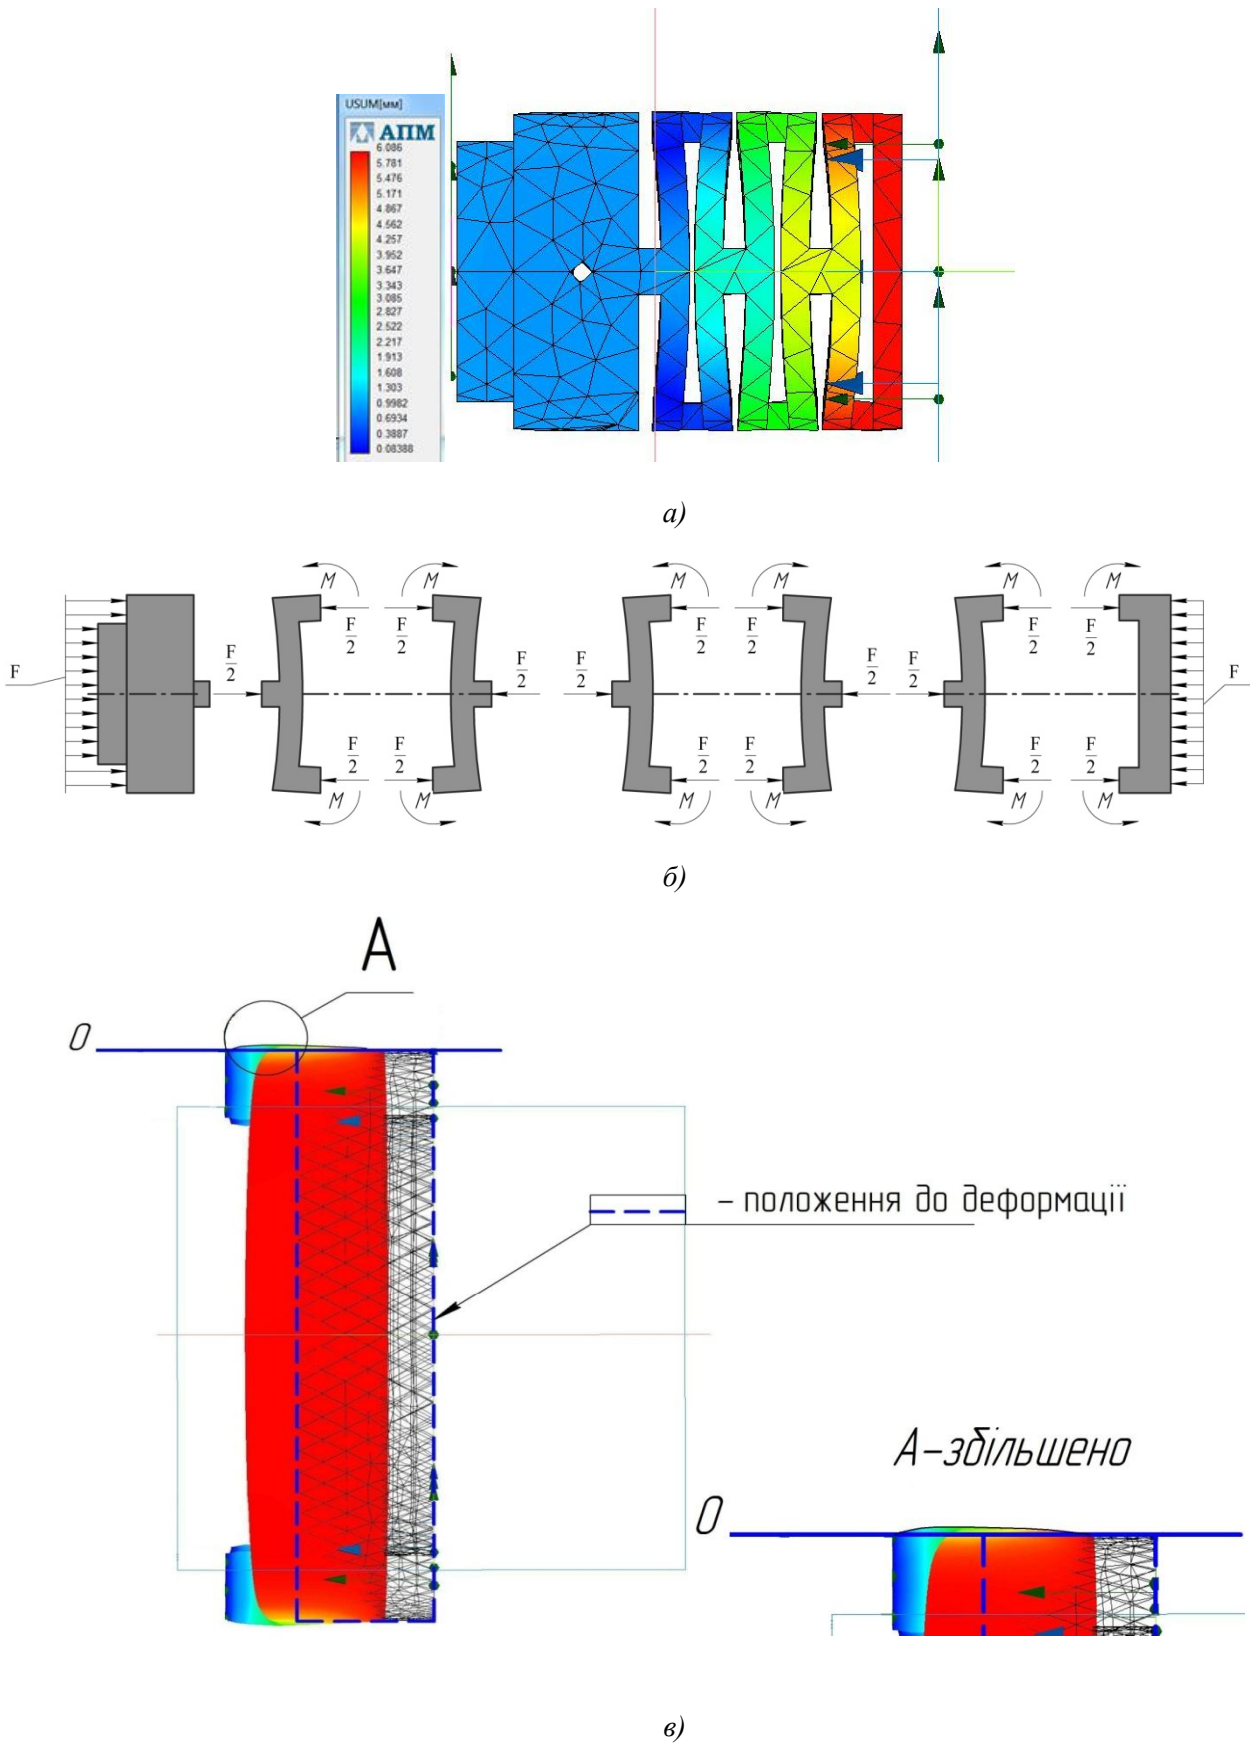 USUM[мм]
АПМ
6.086
5.781
5.476
5.171
4.867
4.562
4.257
3.952
3.647
3.343
3.085
2.827
2.522
2.217
1.913
1.608
1.303
0.9982
0.6934
0.3887
0.08388
а)
M M M M M M
F/2 F/2 F/2 F/2 F/2 F/2
F F/2 F/2 F/2 F/2 F/2 F
F/2 F/2 F/2 F/2 F/2 F/2
M M M M M M
б)
А
0
– положення до деформації
А–збільшено
0
в)